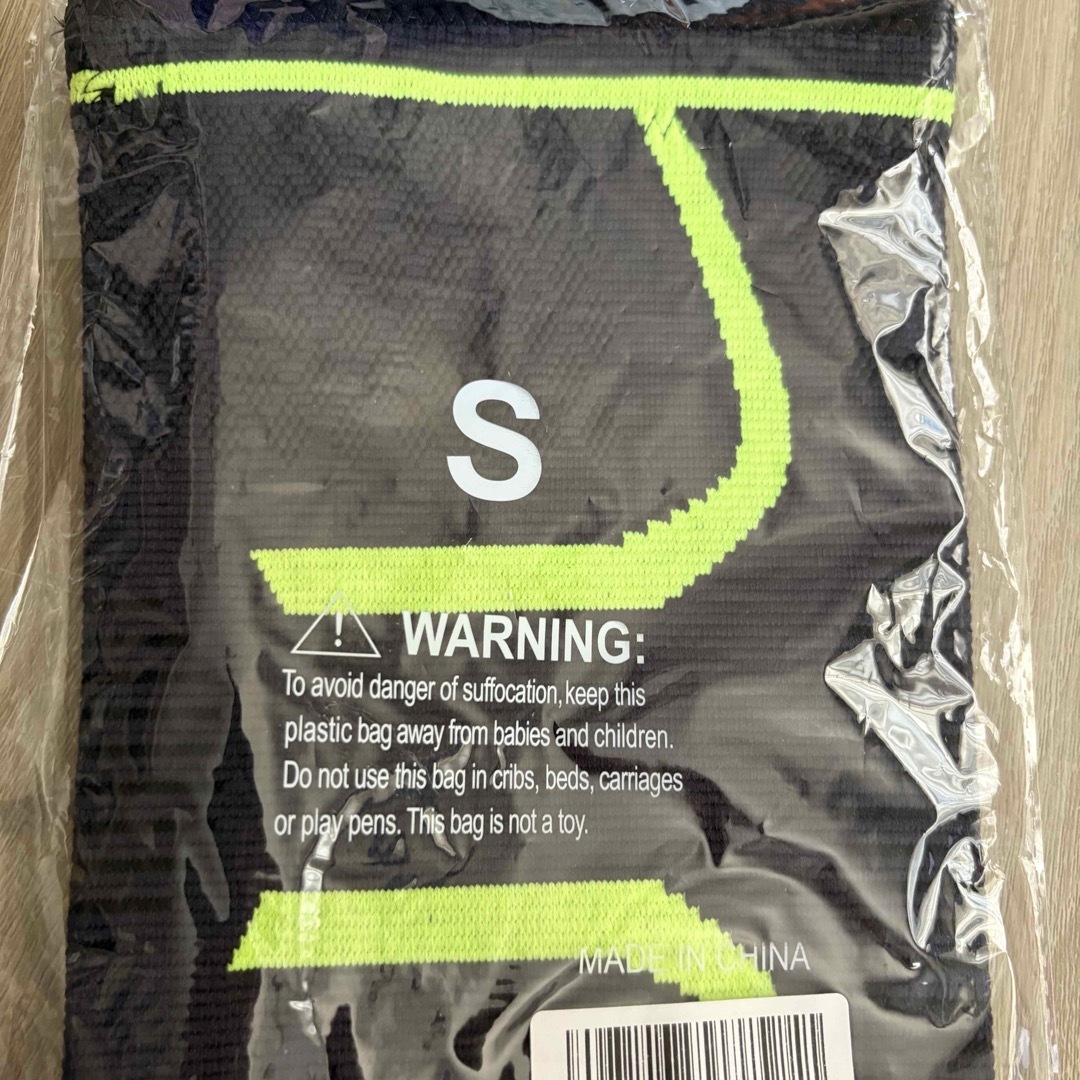 S
WARNING:
To avoid danger of suffocation, keep this
plastic bag away from babies and children.
Do not use this bag in cribs, beds, carriages
or play pens. This bag is not a toy.
MADE IN CHINA